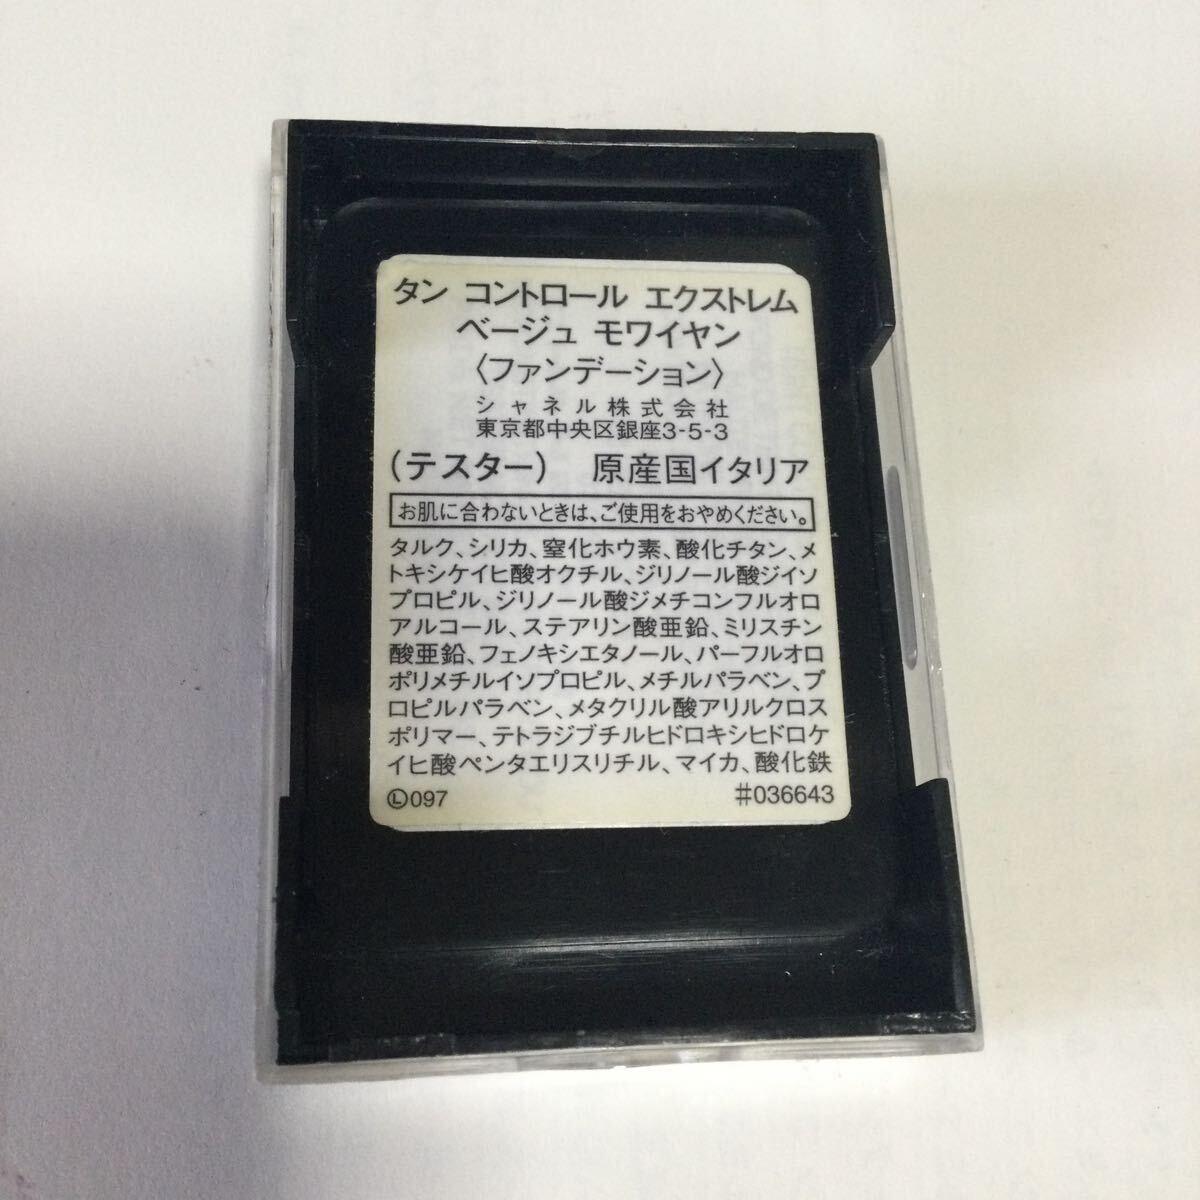 タン コントロール エクストレム
ベージュ モワイヤン
〈ファンデーション〉
シャネル株式会社
東京都中央区銀座3-5-3
(テスター) 原産国イタリア
お肌に合わないときは、ご使用をおやめください。
タルク、シリカ、窒化ホウ素、酸化チタン、メ
トキシケイヒ酸オクチル、ジリノール酸ジイソ
プロピル、ジリノール酸ジメチコンフルオロ
アルコール、ステアリン酸亜鉛、ミリスチン
酸亜鉛、フェノキシエタノール、パーフルオロ
ポリメチルイソプロピル、メチルパラベン、プ
ロピルパラベン、メタクリル酸アリルクロス
ポリマー、テトラジブチルヒドロキシヒドロケ
イヒ酸ペンタエリスリチル、マイカ、酸化鉄
Ⓛ097 #036643